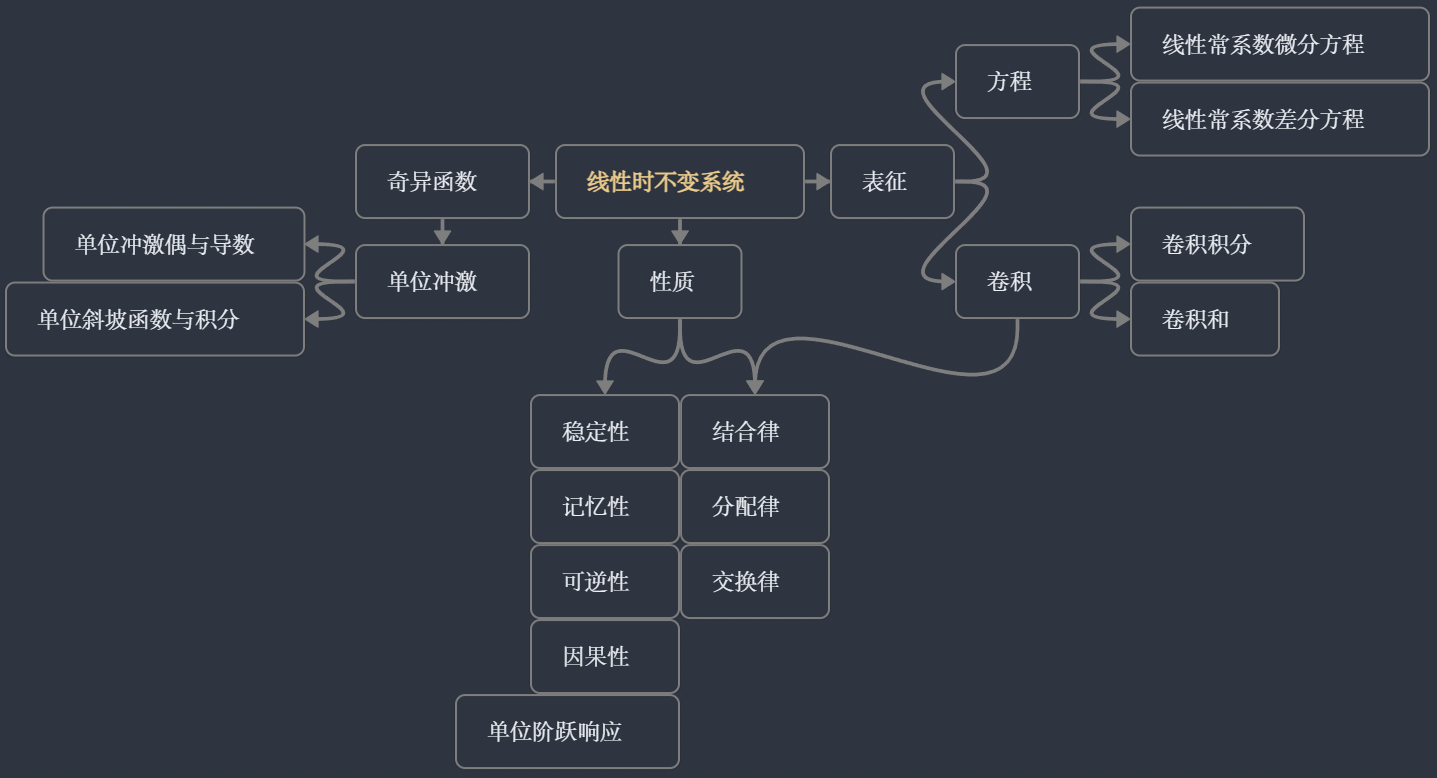 线性常系数微分方程
方程
线性常系数差分方程
奇异函数
线性时不变系统
表征
单位冲激偶与导数
单位冲激
性质
卷积
卷积积分
单位斜坡函数与积分
卷积和
稳定性
结合律
记忆性
分配律
可逆性
交换律
因果性
单位阶跃响应